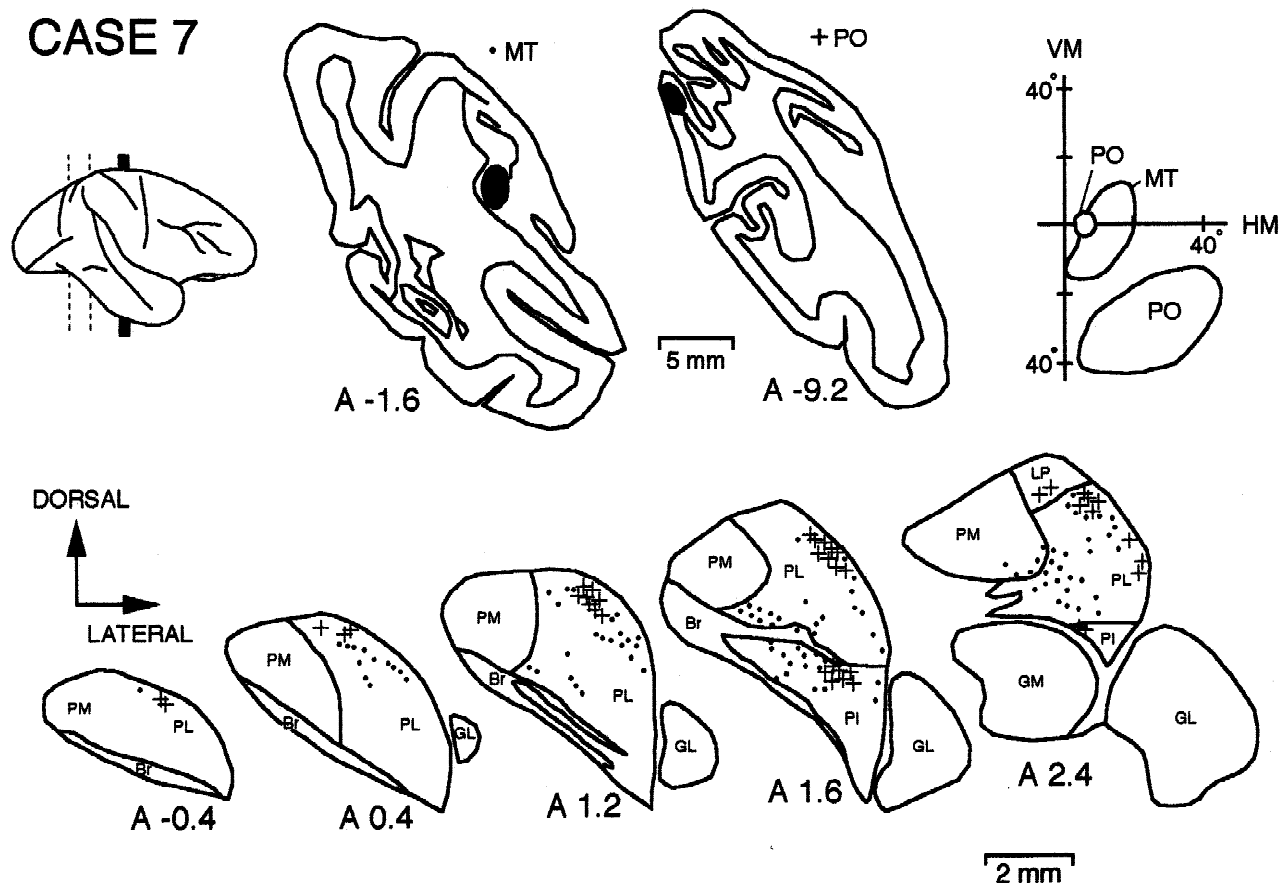 CASE 7
• MT
+ PO
VM
40°
PO
MT
40°
HM
PO
40°
5 mm
A -1.6
A -9.2
DORSAL
LATERAL
PM
PL
Br
A -0.4
PM
Br
PL
GL
A 0.4
PM
Br
PL
GL
A 1.2
PM
PL
Br
PI
GL
A 1.6
LP
PM
PL
PI
GM
GL
A 2.4
2 mm